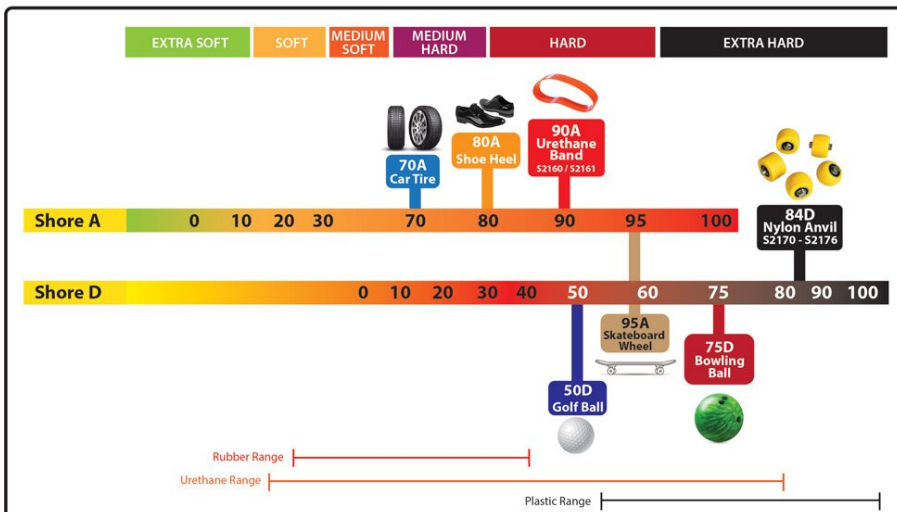 EXTRA SOFT
SOFT
MEDIUM
SOFT
MEDIUM
HARD
HARD
EXTRA HARD
70A
Car Tire
80A
Shoe Heel
90A
Urethane
Band
S2160 / S2161
84D
Nylon Anvil
S2170 - S2176
Shore A 0 10 20 30 70 80 90 95 100
Shore D 0 10 20 30 40 50 60 75 80 90 100
95A
Skateboard
Wheel
75D
Bowling
Ball
50D
Golf Ball
Rubber Range
Urethane Range
Plastic Range